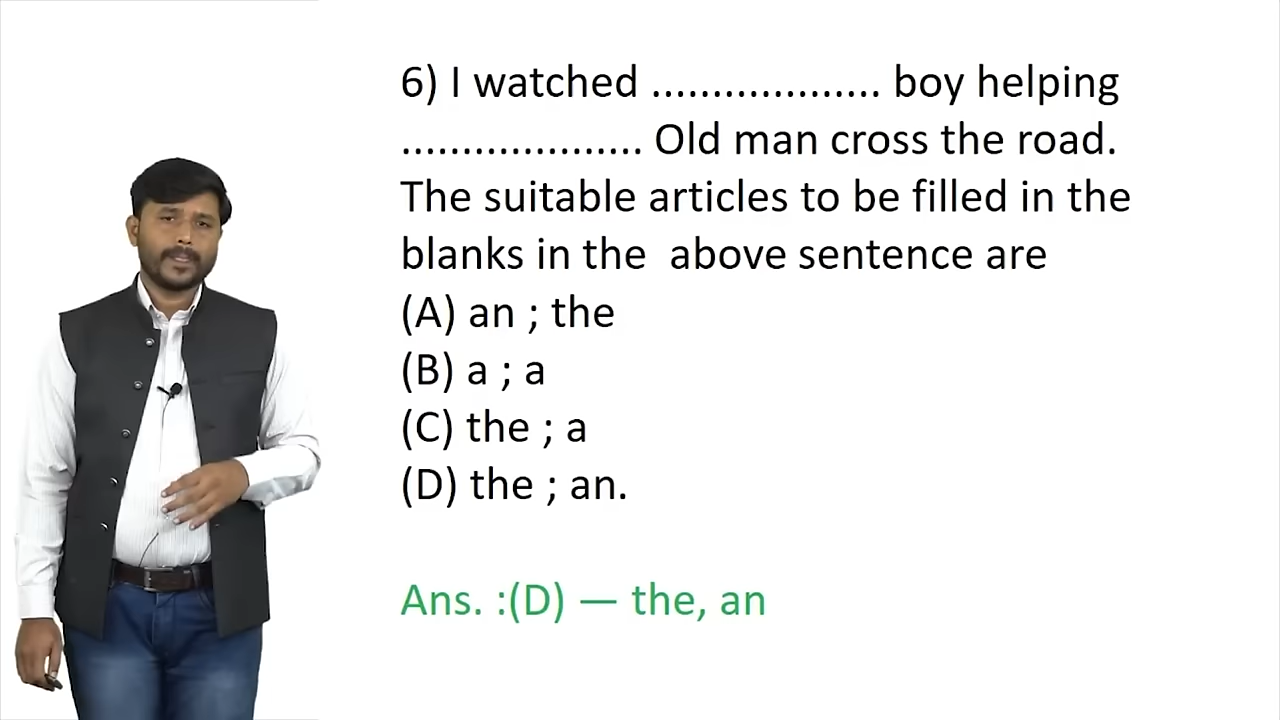 6) I watched ................... boy helping
.................... Old man cross the road.
The suitable articles to be filled in the
blanks in the  above sentence are
(A) an ; the
(B) a ; a
(C) the ; a
(D) the ; an.
Ans. :(D) — the, an